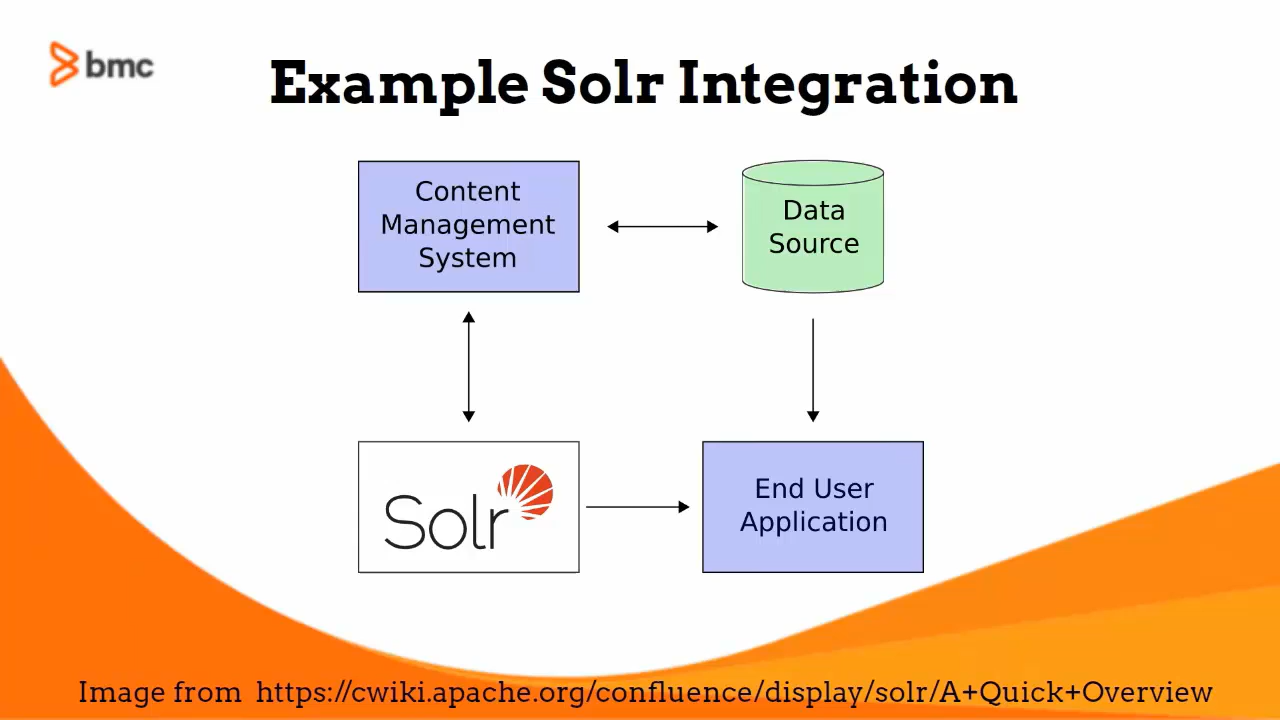 bmc
Example Solr Integration
Content
Management
System
Data
Source
Solr
End User
Application
Image from  https://cwiki.apache.org/confluence/display/solr/A+Quick+Overview